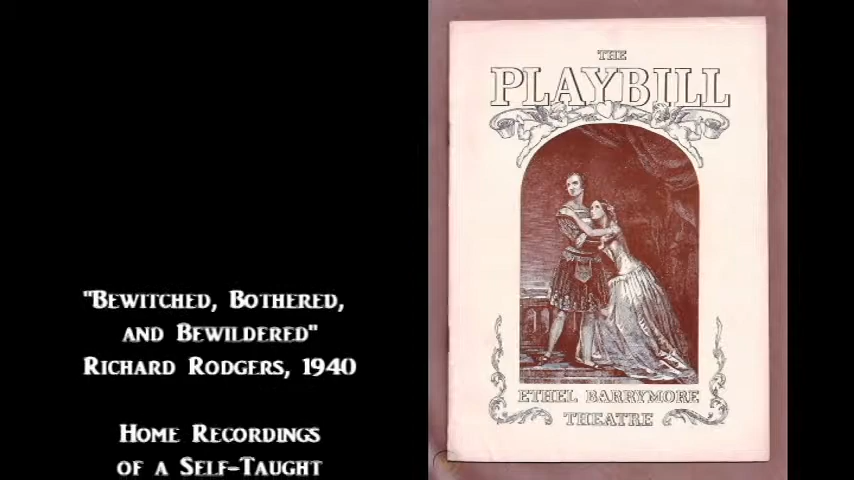 "Bewitched, Bothered,
and Bewildered"
Richard Rodgers, 1940
Home Recordings
of a Self-Taught
THE
PLAYBILL
ETHEL BARRYMORE
THEATRE